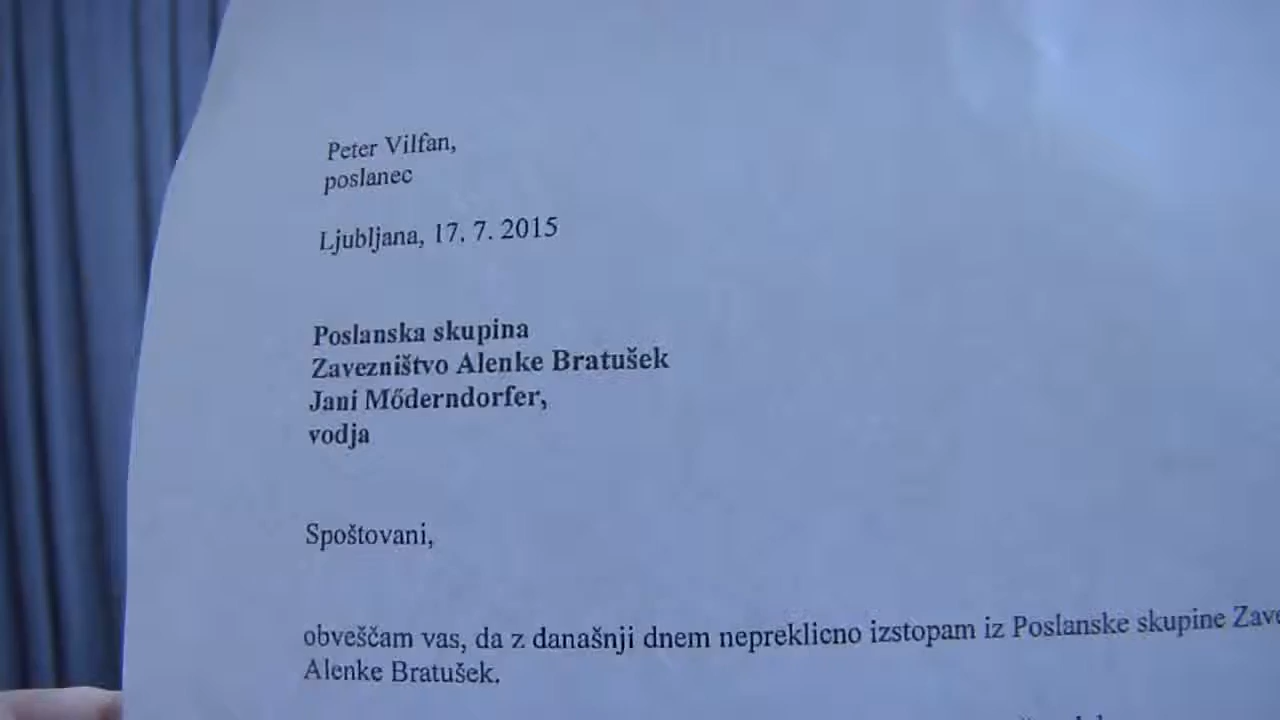 Peter Vilfan,
poslanec
Ljubljana, 17. 7. 2015
Poslanska skupina
Zavezništvo Alenke Bratušek
Jani Mőderndorfer,
vodja
Spoštovani,
obveščam vas, da z današnji dnem nepreklicno izstopam iz Poslanske skupine Zave
Alenke Bratušek.